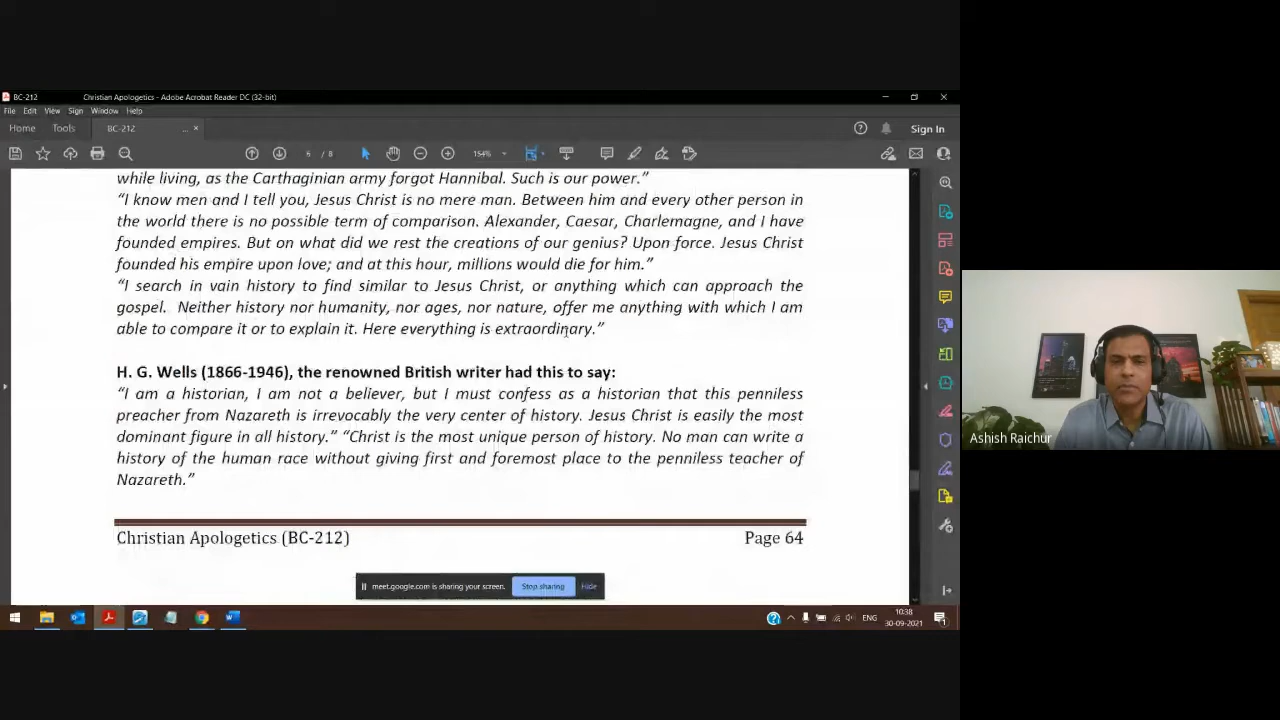 BC-212
Christian Apologetics - Adobe Acrobat Reader DC (32-bit)
File Edit View Sign Window Help
Home Tools BC-212 ... × Sign In
6 / 8 154%
while living, as the Carthaginian army forgot Hannibal. Such is our power.”
“I know men and I tell you, Jesus Christ is no mere man. Between him and every other person in
the world there is no possible term of comparison. Alexander, Caesar, Charlemagne, and I have
founded empires. But on what did we rest the creations of our genius? Upon force. Jesus Christ
founded his empire upon love; and at this hour, millions would die for him.”
“I search in vain history to find similar to Jesus Christ, or anything which can approach the
gospel. Neither history nor humanity, nor ages, nor nature, offer me anything with which I am
able to compare it or to explain it. Here everything is extraordinary.”
H. G. Wells (1866-1946), the renowned British writer had this to say:
“I am a historian, I am not a believer, but I must confess as a historian that this penniless
preacher from Nazareth is irrevocably the very center of history. Jesus Christ is easily the most
dominant figure in all history.” “Christ is the most unique person of history. No man can write a
history of the human race without giving first and foremost place to the penniless teacher of
Nazareth.”
Christian Apologetics (BC-212) Page 64
meet.google.com is sharing your screen. Stop sharing Hide
ENG
10:38
30-09-2021
Ashish Raichur